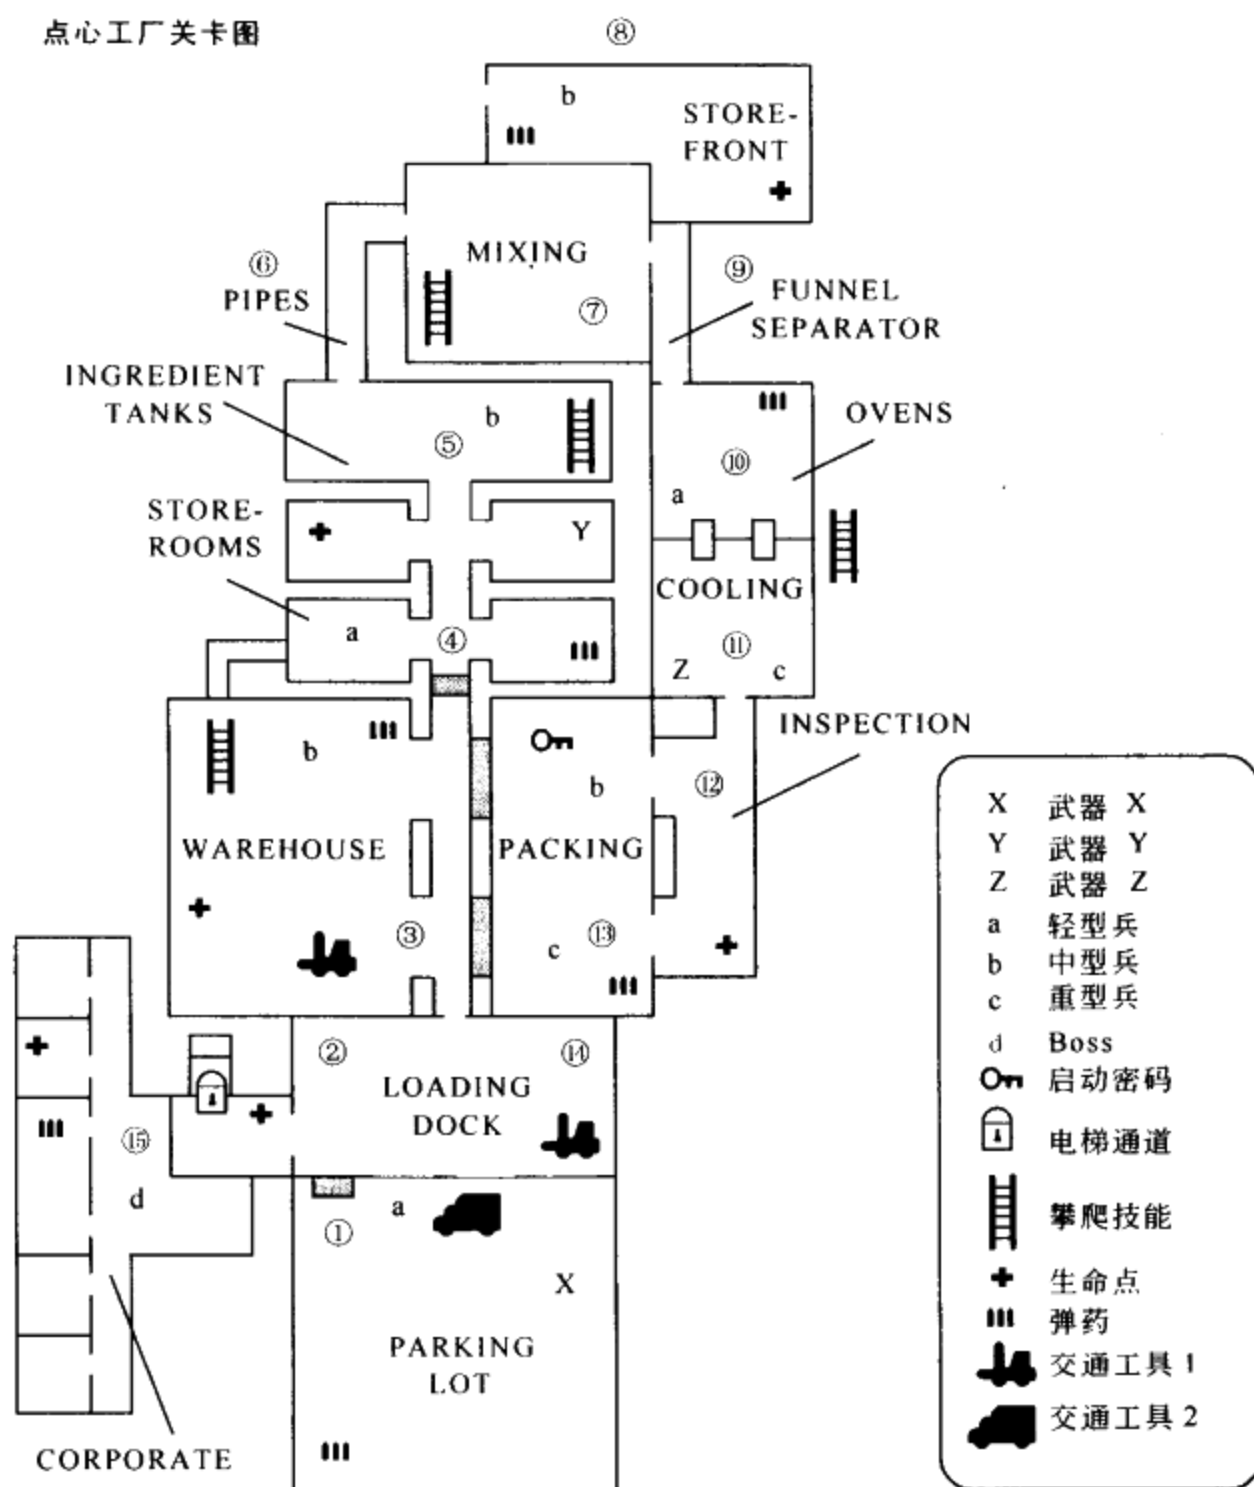 点心工厂关卡图
⑧
b
STORE-
FRONT
MIXING
⑥
PIPES
⑦
⑨
FUNNEL
SEPARATOR
INGREDIENT
TANKS
b
⑤
OVENS
⑩
a
STORE-
ROOMS
Y
COOLING
a
④
⑪
Z
c
INSPECTION
b
b
⑫
WAREHOUSE
PACKING
③
c
⑬
②
⑭
LOADING
DOCK
⑮
d
①
a
X
PARKING
LOT
CORPORATE
X 武器 X
Y 武器 Y
Z 武器 Z
a 轻型兵
b 中型兵
c 重型兵
d Boss
启动密码
电梯通道
攀爬技能
生命点
弹药
交通工具 1
交通工具 2